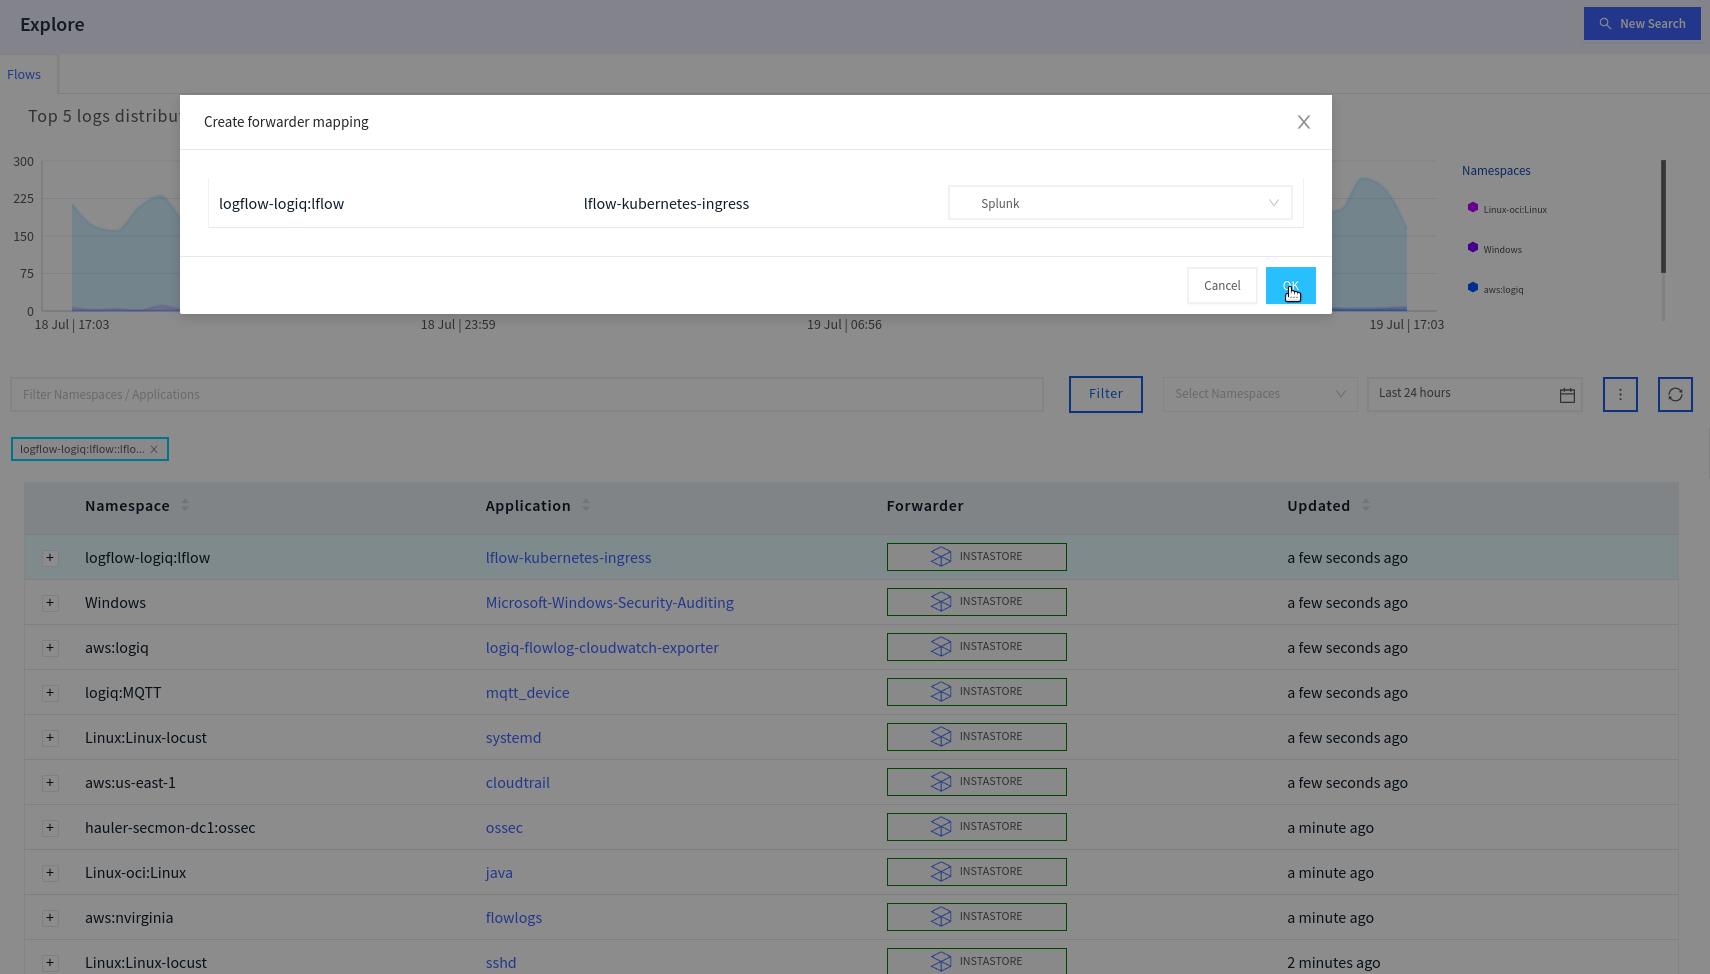 Explore
New Search
Flows
Top 5 logs distribu
Create forwarder mapping
logflow-logiq:lflow lflow-kubernetes-ingress Splunk
Cancel OK
300
225
150
75
0
18 Jul | 17:03 18 Jul | 23:59 19 Jul | 06:56 19 Jul | 17:03
Namespaces
Linux-oci:Linux
Windows
aws:logiq
Filter Namespaces / Applications Filter Select Namespaces Last 24 hours
logflow-logiq:lflow::lflo...
Namespace Application Forwarder Updated
+ logflow-logiq:lflow lflow-kubernetes-ingress INSTASTORE a few seconds ago
+ Windows Microsoft-Windows-Security-Auditing INSTASTORE a few seconds ago
+ aws:logiq logiq-flowlog-cloudwatch-exporter INSTASTORE a few seconds ago
+ logiq:MQTT mqtt_device INSTASTORE a few seconds ago
+ Linux:Linux-locust systemd INSTASTORE a few seconds ago
+ aws:us-east-1 cloudtrail INSTASTORE a few seconds ago
+ hauler-secmon-dc1:ossec ossec INSTASTORE a minute ago
+ Linux-oci:Linux java INSTASTORE a minute ago
+ aws:nvirginia flowlogs INSTASTORE a minute ago
+ Linux:Linux-locust sshd INSTASTORE 2 minutes ago